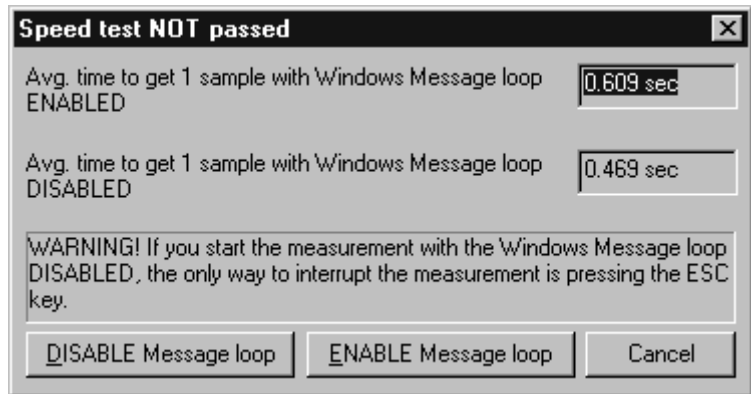 Speed test NOT passed
Avg. time to get 1 sample with Windows Message loop
ENABLED
0.609 sec
Avg. time to get 1 sample with Windows Message loop
DISABLED
0.469 sec
WARNING! If you start the measurement with the Windows Message loop
DISABLED, the only way to interrupt the measurement is pressing the ESC
key.
DISABLE Message loop ENABLE Message loop Cancel